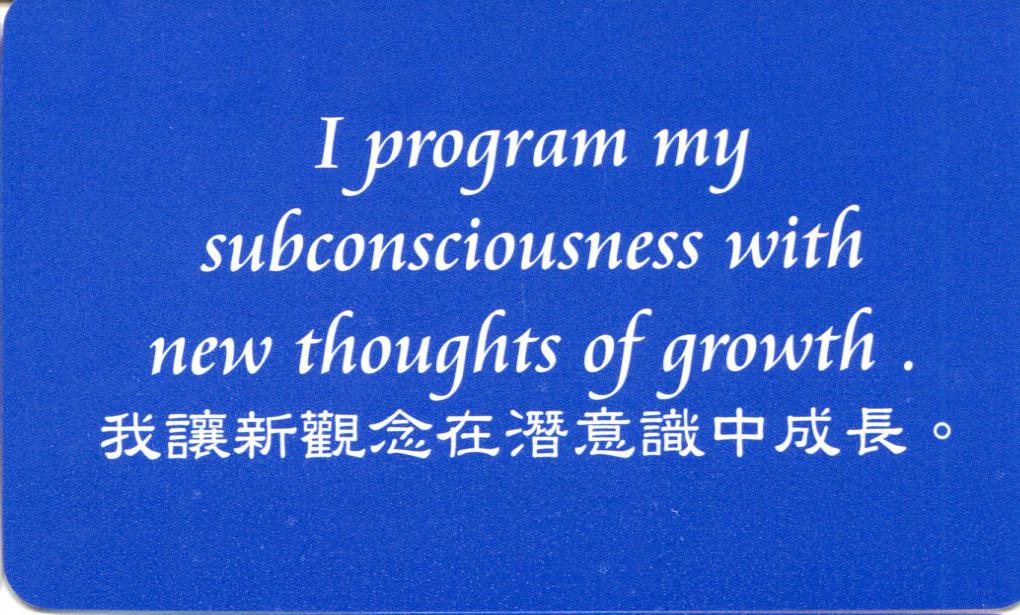 I program my
subconsciousness with
new thoughts of growth .
我讓新觀念在潛意識中成長。